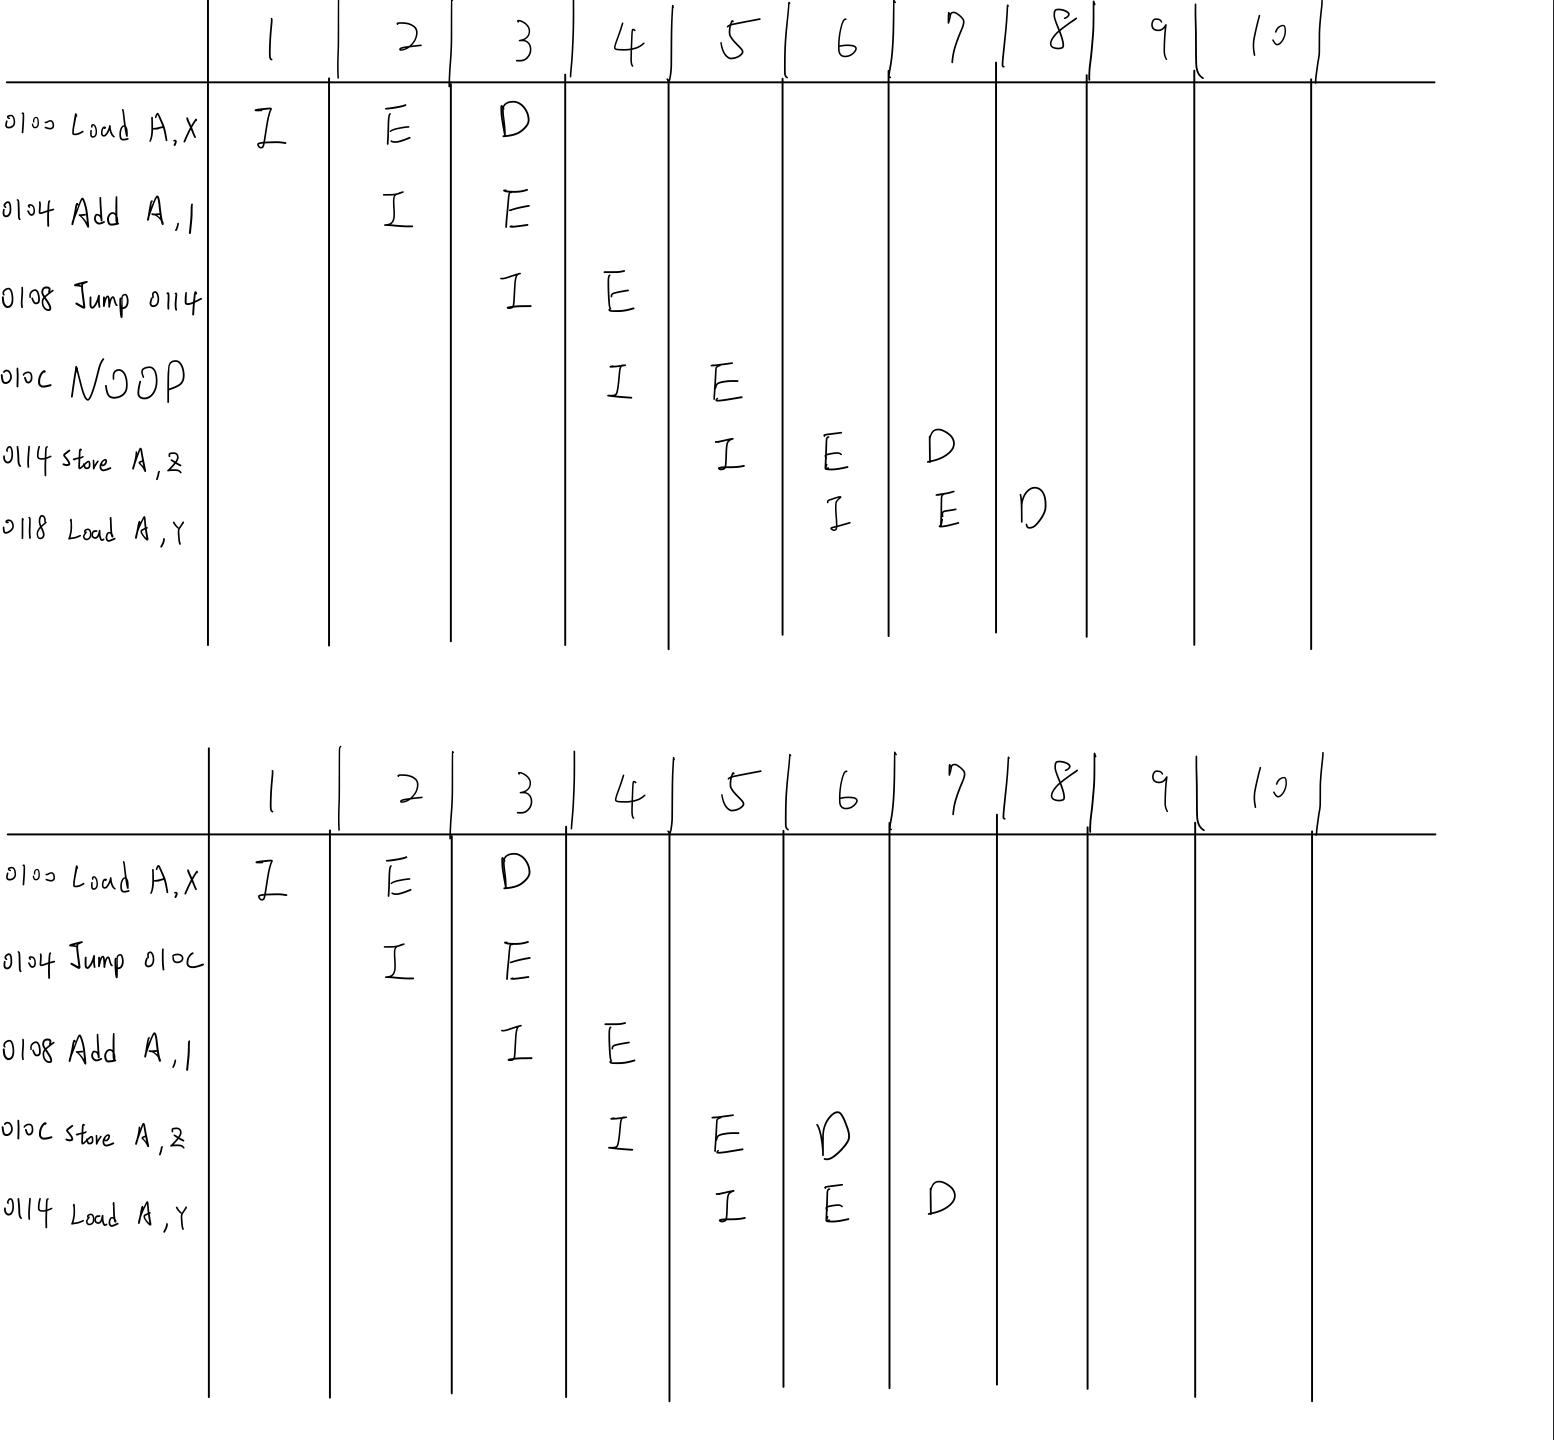 1 2 3 4 5 6 7 8 9 10
0100 Load A,X I E D
0104 Add A,1 I E
0108 Jump 0114 I E
010C NOOP I E
0114 Store A,Z I E D
0118 Load A,Y I E D
1 2 3 4 5 6 7 8 9 10
0100 Load A,X I E D
0104 Jump 010C I E
0108 Add A,1 I E
010C Store A,Z I E D
0114 Load A,Y I E D